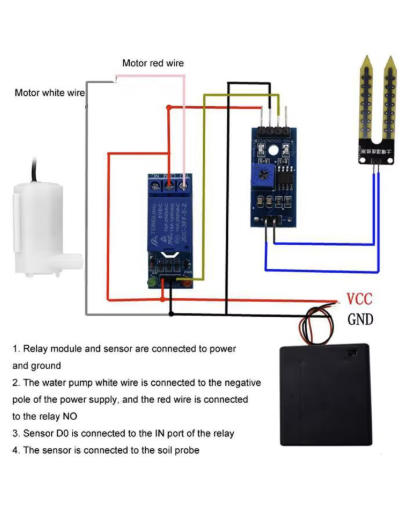 Motor red wire
Motor white wire
VCC
GND
1. Relay module and sensor are connected to power
and ground
2. The water pump white wire is connected to the negative
pole of the power supply, and the red wire is connected
to the relay NO
3. Sensor D0 is connected to the IN port of the relay
4. The sensor is connected to the soil probe